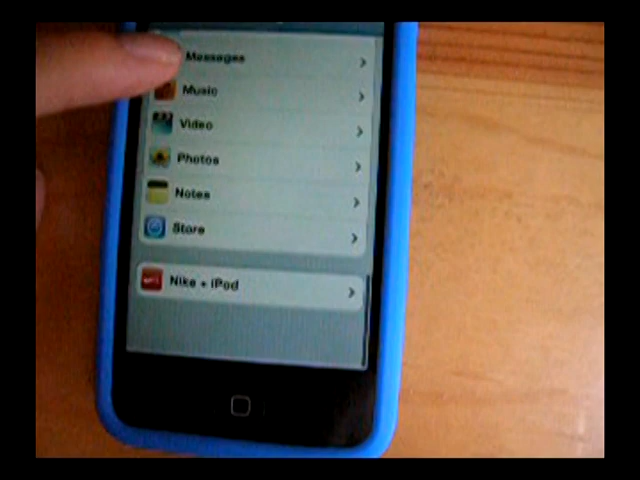 Messages
Music
Video
Photos
Notes
Store
Nike + iPod